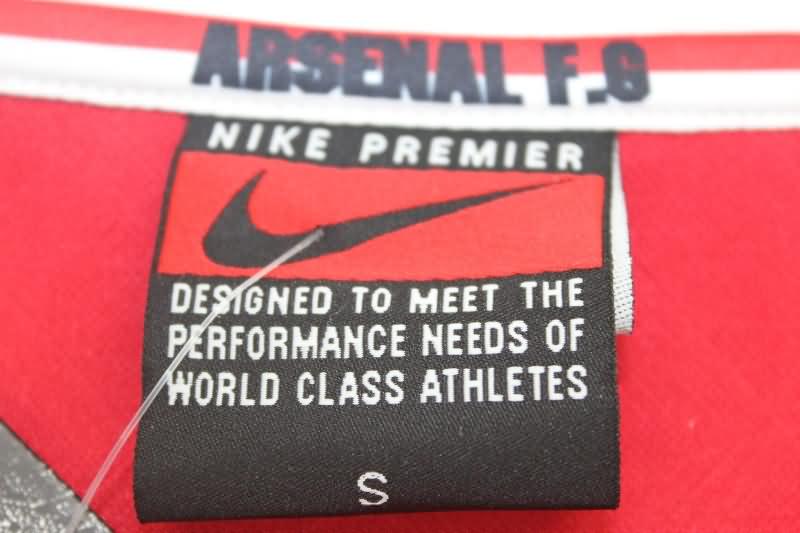 ARSENAL F.G
NIKE PREMIER
DESIGNED TO MEET THE
PERFORMANCE NEEDS OF
WORLD CLASS ATHLETES
S